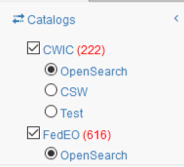 Catalogs
CWIC (222)
OpenSearch
CSW
Test
FedEO (616)
OpenSearch